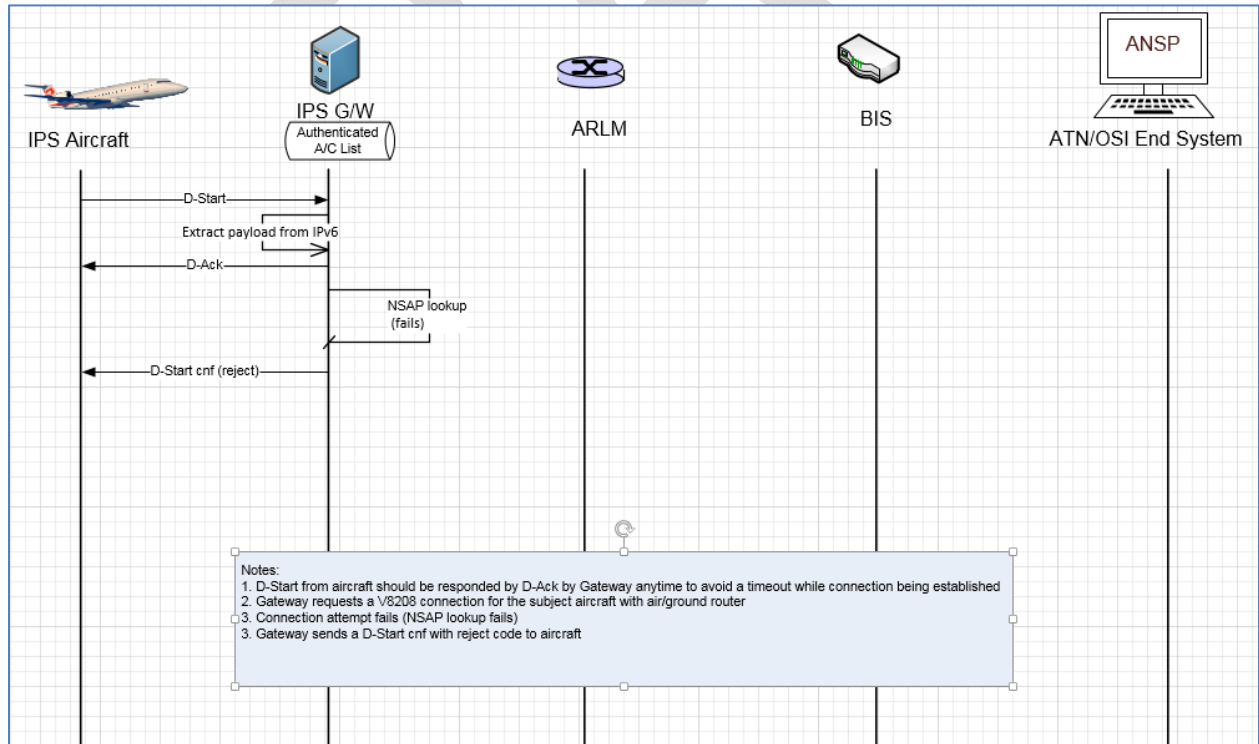 ANSP
IPS Aircraft
IPS G/W
Authenticated
A/C List
ARLM
BIS
ATN/OSI End System
D-Start
Extract payload from IPv6
D-Ack
NSAP lookup
(fails)
D-Start cnf (reject)
Notes:
1. D-Start from aircraft should be responded by D-Ack by Gateway anytime to avoid a timeout while connection being established
2. Gateway requests a V8208 connection for the subject aircraft with air/ground router
3. Connection attempt fails (NSAP lookup fails)
3. Gateway sends a D-Start cnf with reject code to aircraft